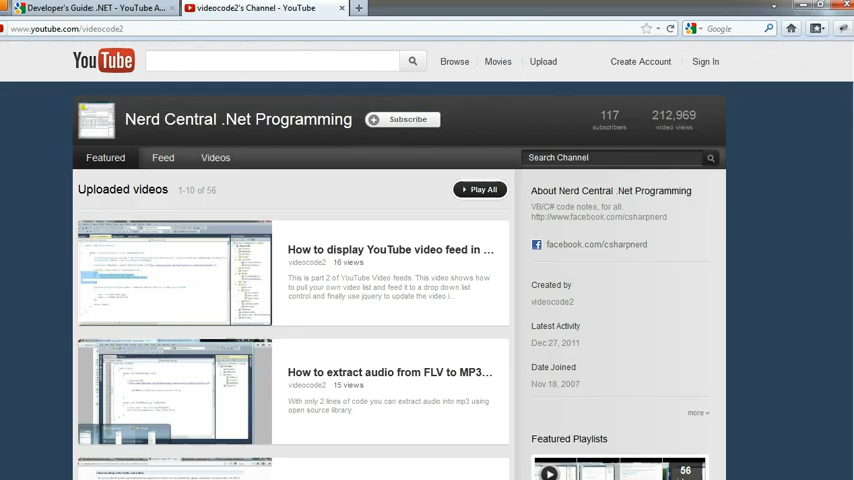 Developer's Guide: .NET - YouTube A...
videocode2's Channel - YouTube
www.youtube.com/videocode2
Google
YouTube
Browse
Movies
Upload
Create Account
Sign In
Nerd Central .Net Programming
Subscribe
117
subscribers
212,969
video views
Featured
Feed
Videos
Search Channel
Uploaded videos 1-10 of 56
Play All
How to display YouTube video feed in ...
videocode2 16 views
This is part 2 of YouTube Video feeds. This video shows
how to pull your own video list and feed it to a drop down list
control and finally use jquery to update the video i...
How to extract audio from FLV to MP3...
videocode2 15 views
With only 2 lines of code you can extract audio into mp3 using
open source library.
About Nerd Central .Net Programming
VB/C# code notes, for all.
http://www.facebook.com/csharpnerd
facebook.com/csharpnerd
Created by
videocode2
Latest Activity
Dec 27, 2011
Date Joined
Nov 18, 2007
more
Featured Playlists
56